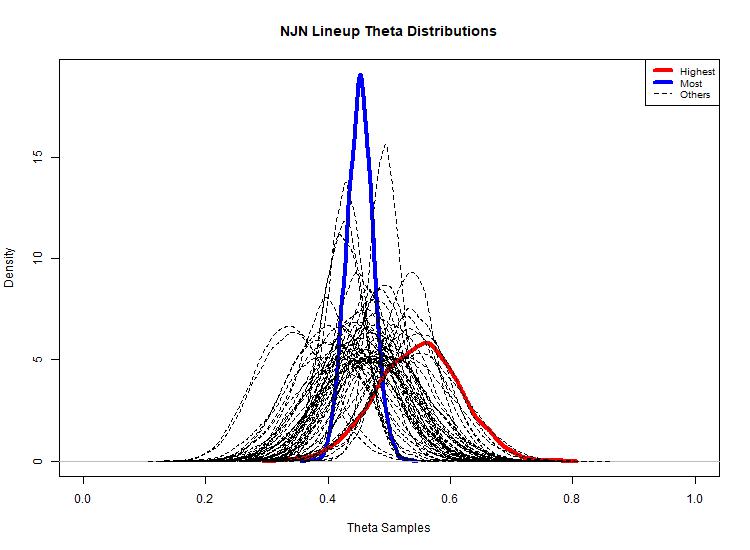 NJN Lineup Theta Distributions
Highest
Most
Others
Density
15
10
5
0
0.0 0.2 0.4 0.6 0.8 1.0
Theta Samples